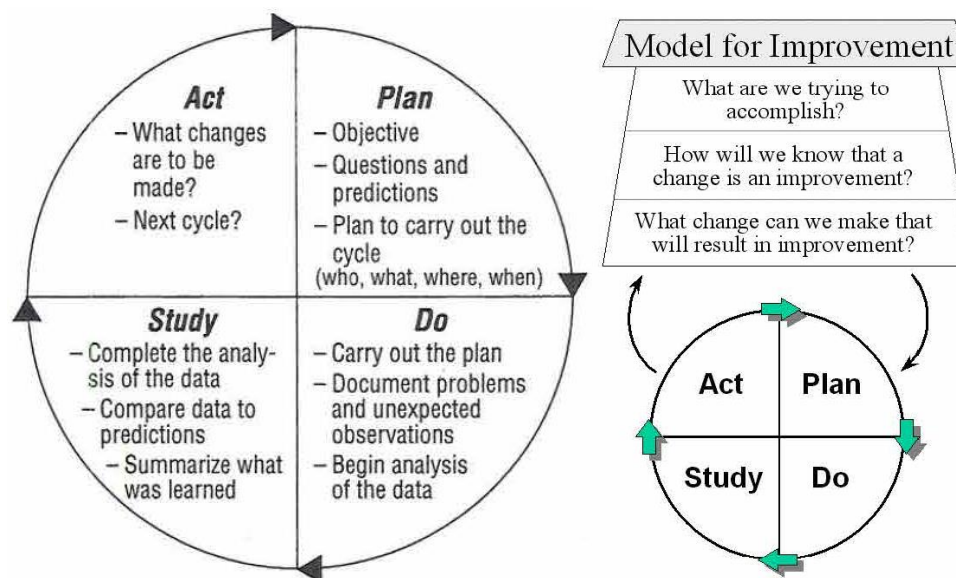 Act
– What changes
are to be
made?
– Next cycle?
Plan
– Objective
– Questions and
predictions
– Plan to carry out the
cycle
(who, what, where, when)
Study
– Complete the analy-
sis of the data
– Compare data to
predictions
– Summarize what
was learned
Do
– Carry out the plan
– Document problems
and unexpected
observations
– Begin analysis
of the data
Model for Improvement
What are we trying to
accomplish?
How will we know that a
change is an improvement?
What change can we make that
will result in improvement?
Act
Plan
Study
Do